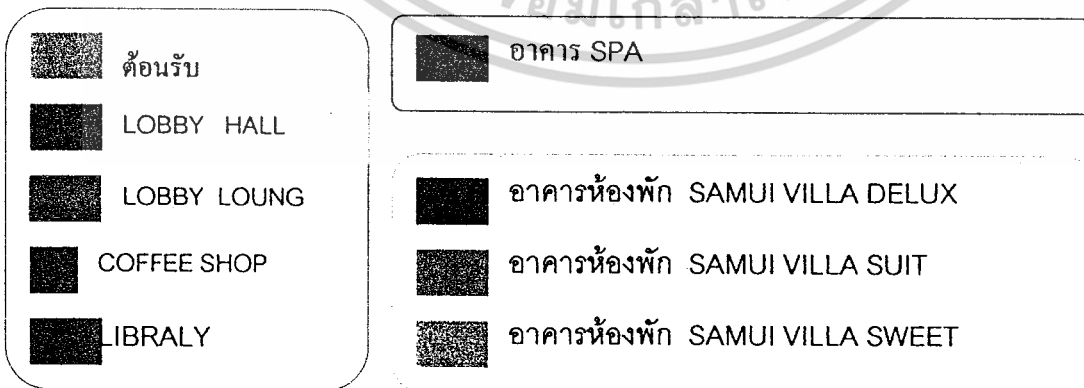 ต้อนรับ
LOBBY HALL
LOBBY LOUNG
COFFEE SHOP
LIBRALY
อาคาร SPA
อาคารห้องพัก SAMUI VILLA DELUX
อาคารห้องพัก SAMUI VILLA SUIT
อาคารห้องพัก SAMUI VILLA SWEET